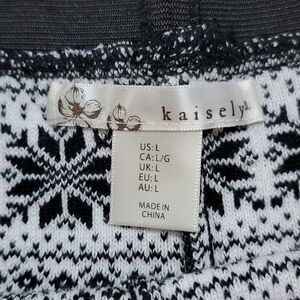 kaisely
US: L
CA: L/G
UK: L
EU: L
AU: L
MADE IN
CHINA